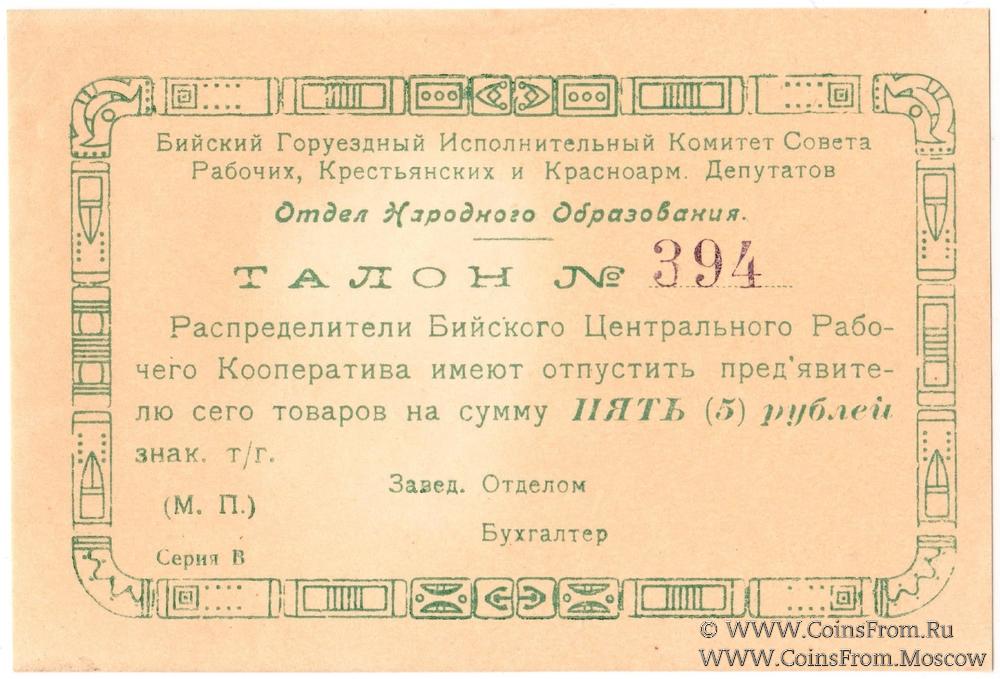 Бийский Горуездный Исполнительный Комитет Совета
Рабочих, Крестьянских и Красноарм. Депутатов
Отдел Народного Образования.
ТАЛОН № 394
Распределители Бийского Центрального Рабо-
чего Кооператива имеют отпустить пред'явите-
лю сего товаров на сумму ПЯТЬ (5) рублей
знак. т/г.
Завед. Отделом
(М. П.)
Бухгалтер
Серия В
© WWW.CoinsFrom.Ru
WWW.CoinsFrom.Moscow